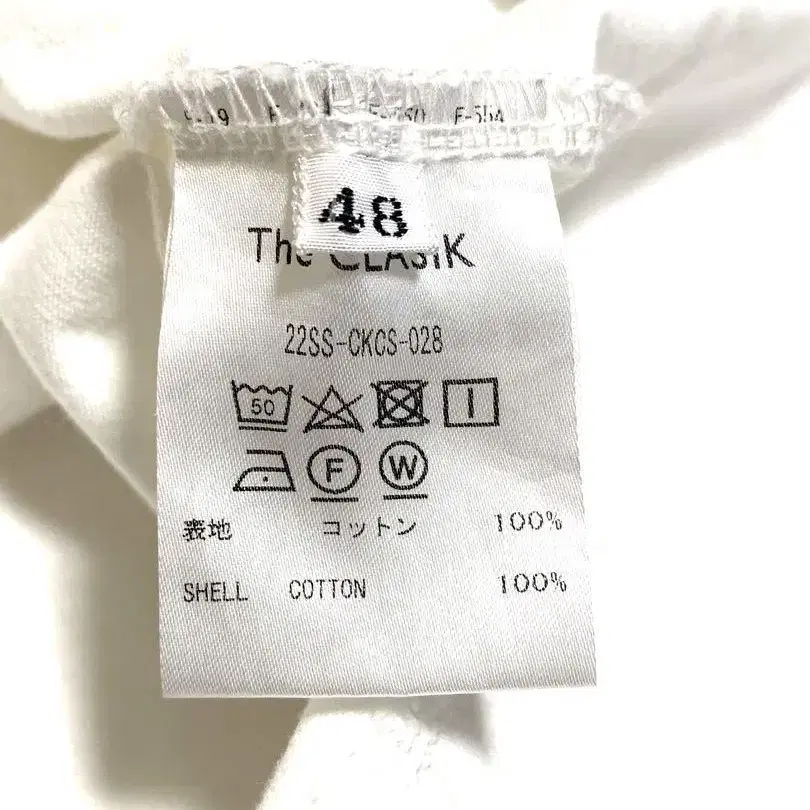 48
The CLASIK
22SS-CKCS-028
50
F W
表地 コットン 100%
SHELL COTTON 100%